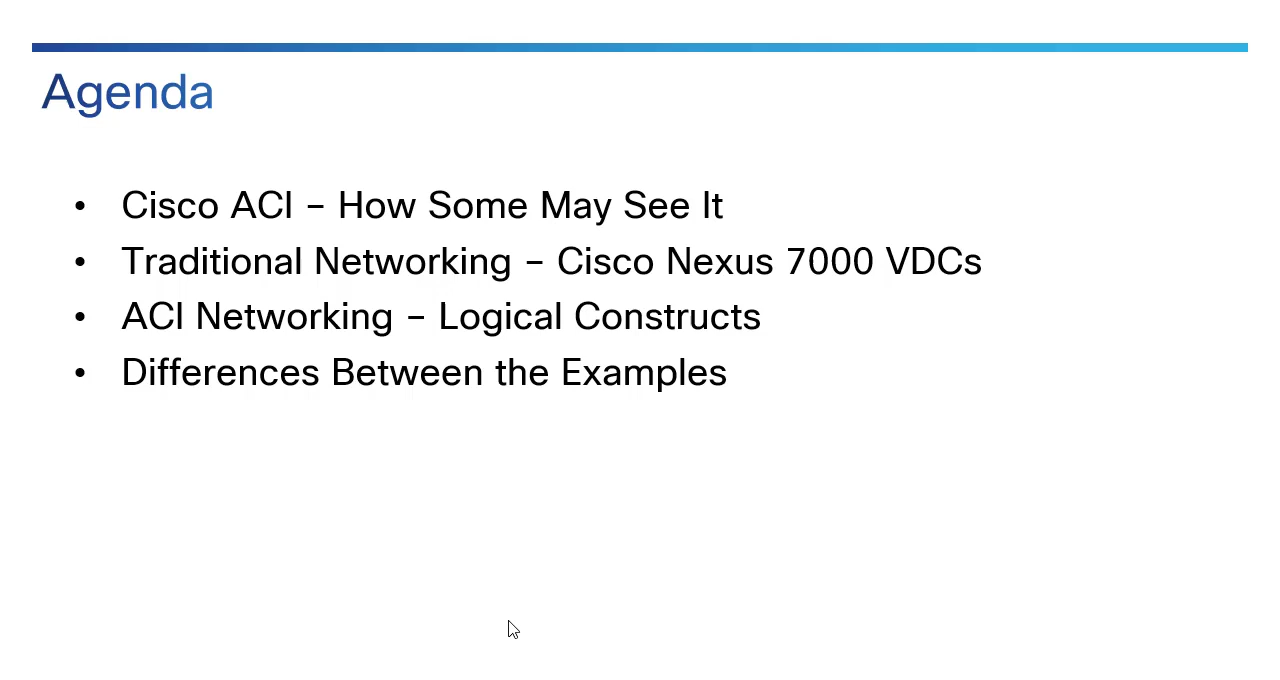 Agenda
• Cisco ACI – How Some May See It
• Traditional Networking – Cisco Nexus 7000 VDCs
• ACI Networking – Logical Constructs
• Differences Between the Examples